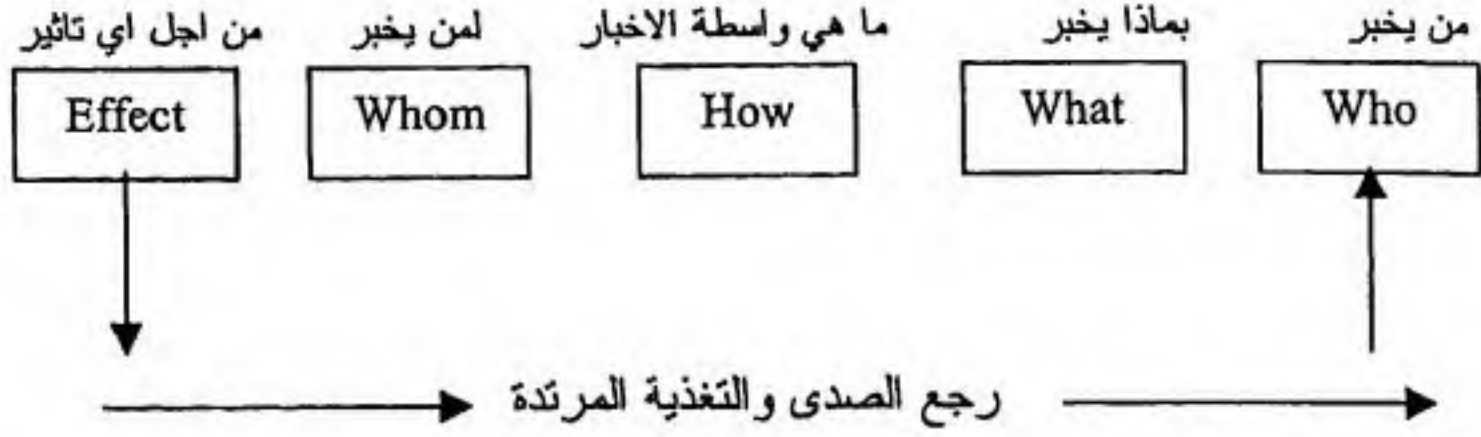 من يخبر بماذا يخبر ما هي واسطة الاخبار لمن يخبر من اجل اي تاثير
Who What How Whom Effect
رجع الصدى والتغذية المرتدة